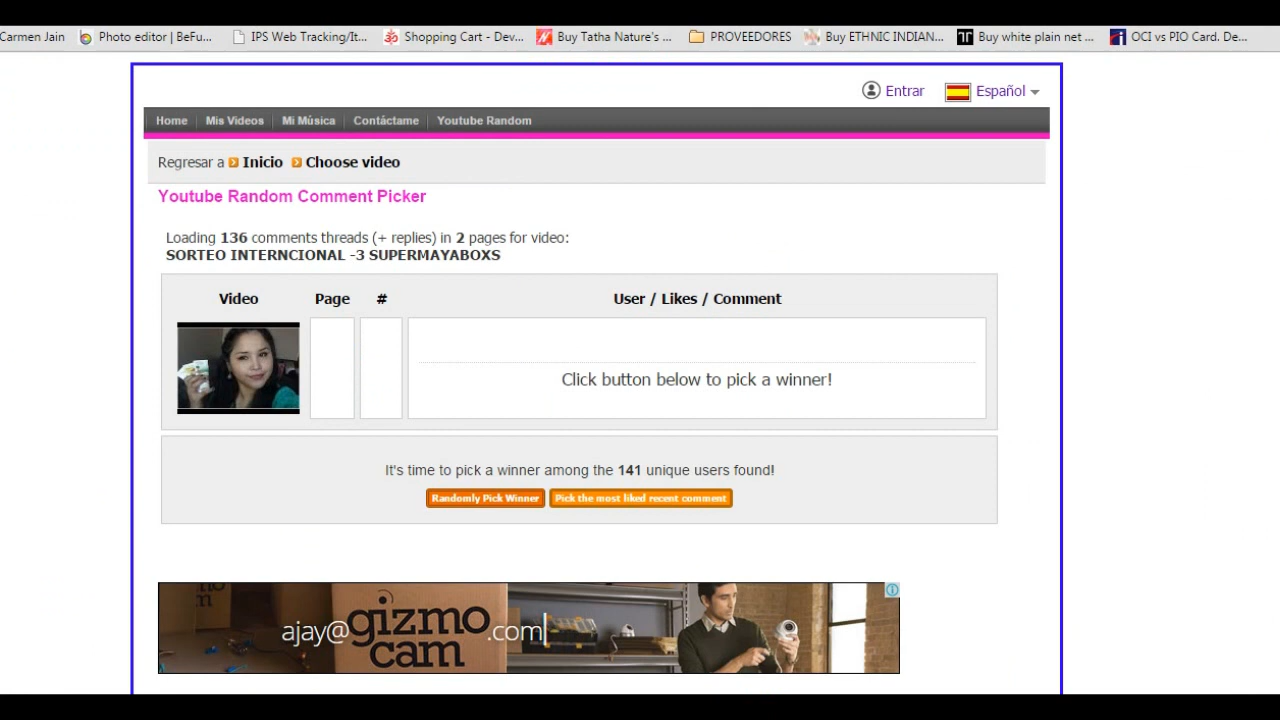 Carmen Jain Photo editor | BeFu... IPS Web Tracking/It... Shopping Cart - Dev... Buy Tatha Nature's ... PROVEEDORES Buy ETHNIC INDIAN... Buy white plain net ... OCI vs PIO Card. De...
Entrar Español
Home Mis Videos Mi Música Contáctame Youtube Random
Regresar a Inicio Choose video
Youtube Random Comment Picker
Loading 136 comments threads (+ replies) in 2 pages for video:
SORTEO INTERNCIONAL -3 SUPERMAYABOXS
Video Page # User / Likes / Comment
Click button below to pick a winner!
It's time to pick a winner among the 141 unique users found!
Randomly Pick Winner Pick the most liked recent comment
ajay@gizmo
cam
.com